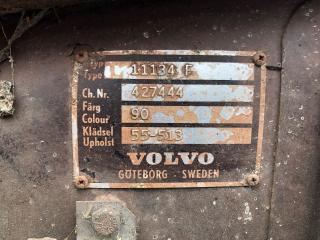 Typ
Type 11134 F
Ch.Nr. 427444
Färg
Colour 90
Klädsel
Upholst 55-513
VOLVO
GÖTEBORG - SWEDEN